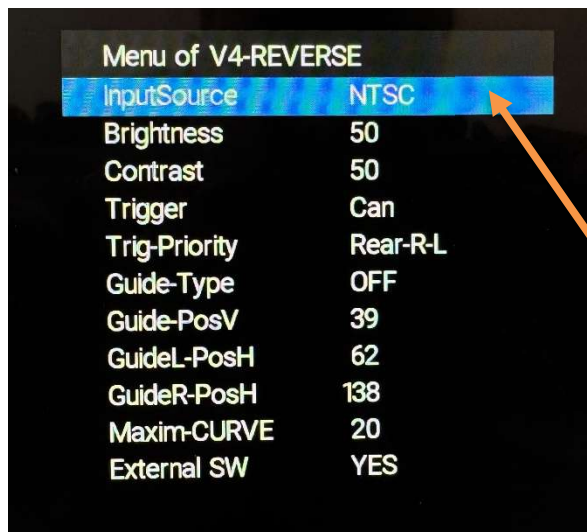 Menu of V4-REVERSE
InputSource NTSC
Brightness 50
Contrast 50
Trigger Can
Trig-Priority Rear-R-L
Guide-Type OFF
Guide-PosV 39
GuideL-PosH 62
GuideR-PosH 138
Maxim-CURVE 20
External SW YES